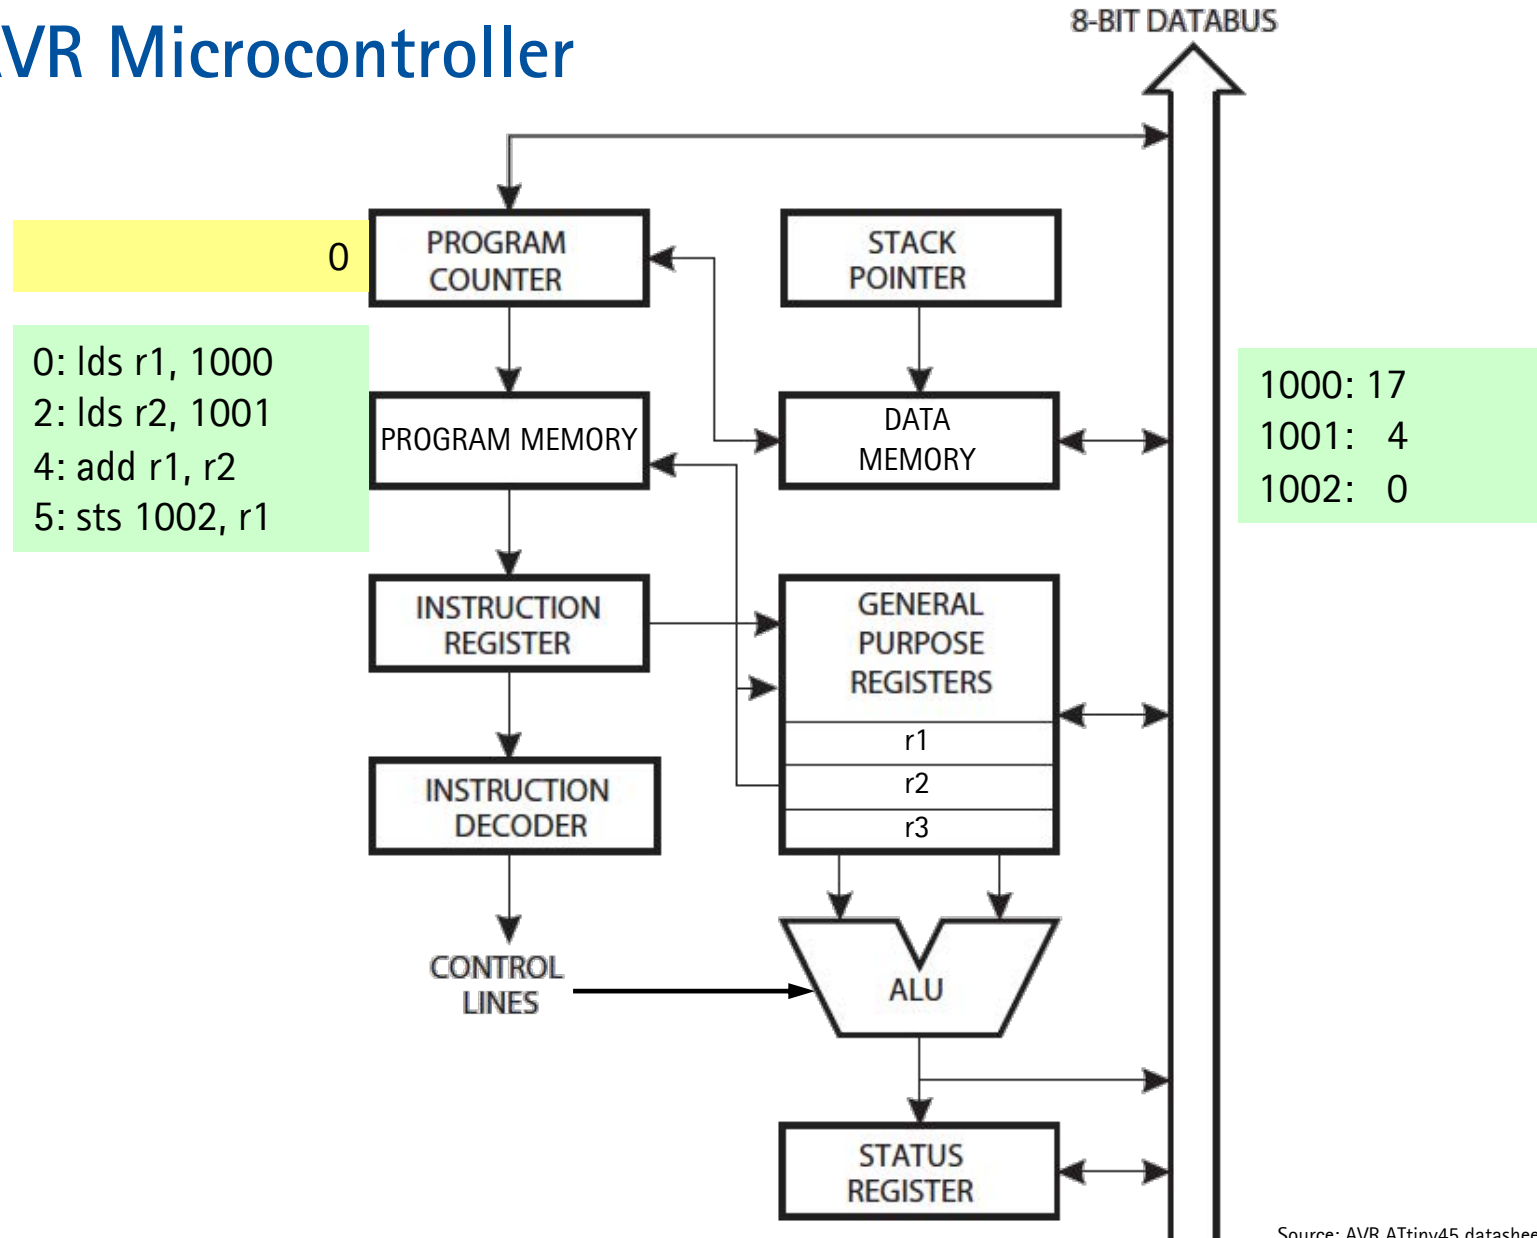 AVR Microcontroller
8-BIT DATABUS
0
PROGRAM
COUNTER
STACK
POINTER
0: lds r1, 1000
2: lds r2, 1001
4: add r1, r2
5: sts 1002, r1
PROGRAM MEMORY
DATA
MEMORY
1000: 17
1001: 4
1002: 0
INSTRUCTION
REGISTER
GENERAL
PURPOSE
REGISTERS
r1
r2
r3
INSTRUCTION
DECODER
CONTROL
LINES
ALU
STATUS
REGISTER
Source: AVR ATtiny45 datashee